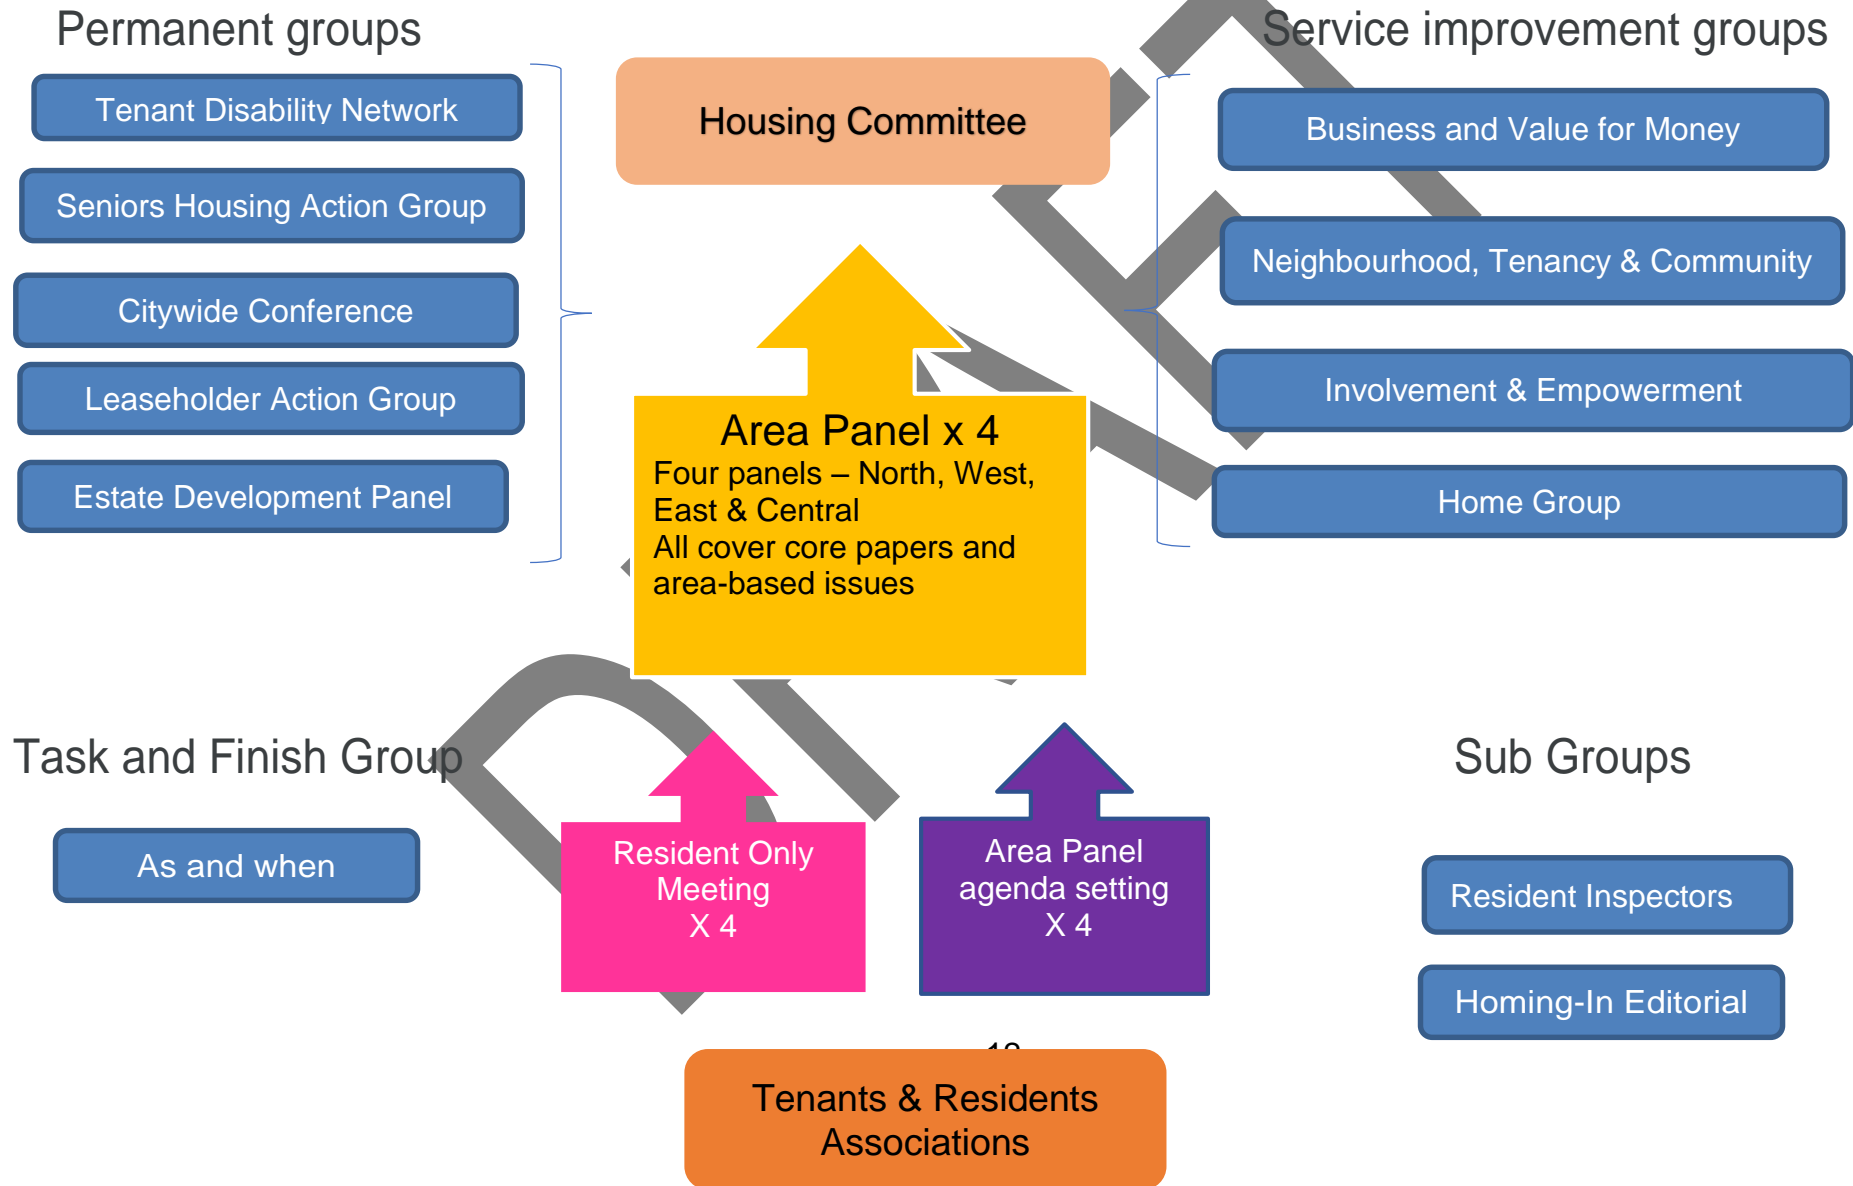 Permanent groups
Tenant Disability Network
Seniors Housing Action Group
Citywide Conference
Leaseholder Action Group
Estate Development Panel
Housing Committee
Service improvement groups
Business and Value for Money
Neighbourhood, Tenancy & Community
Involvement & Empowerment
Home Group
Area Panel x 4
Four panels – North, West,
East & Central
All cover core papers and
area-based issues
Task and Finish Group
As and when
Resident Only
Meeting
X 4
Area Panel
agenda setting
X 4
Sub Groups
Resident Inspectors
Homing-In Editorial
Tenants & Residents
Associations